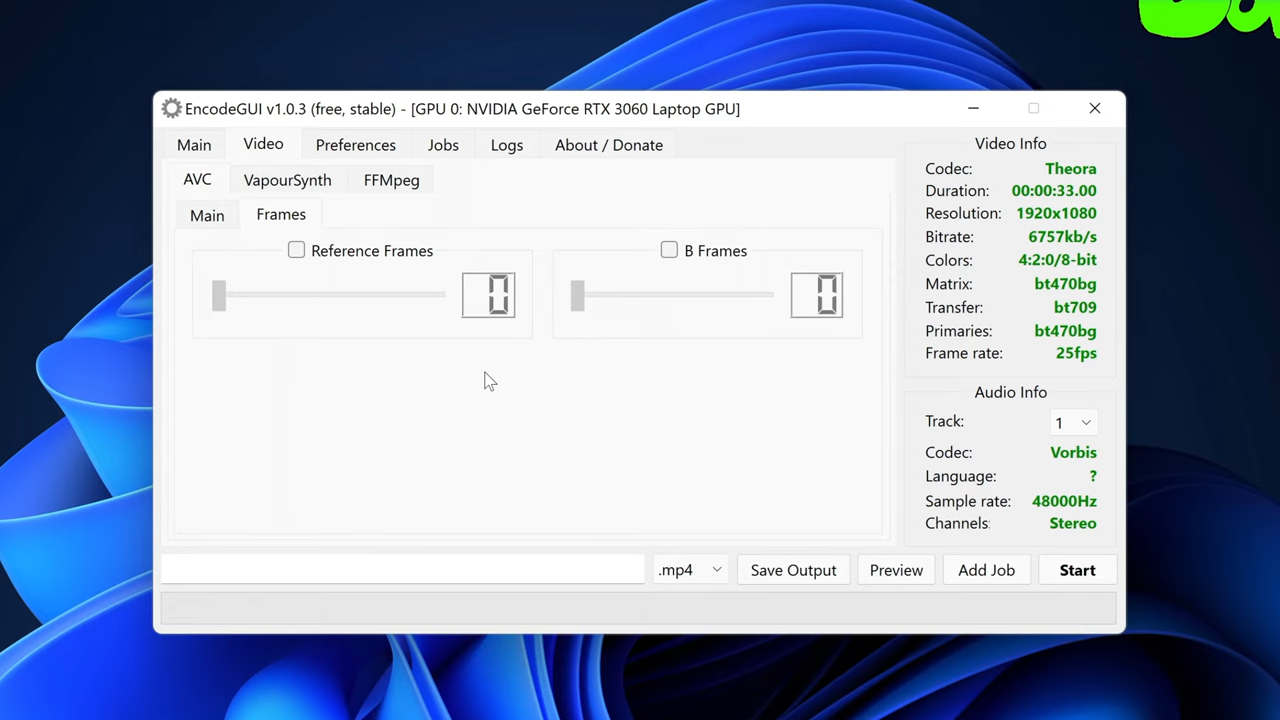 EncodeGUI v1.0.3 (free, stable) - [GPU 0: NVIDIA GeForce RTX 3060 Laptop GPU]
Main Video Preferences Jobs Logs About / Donate
AVC VapourSynth FFMpeg
Main Frames
Reference Frames
0
B Frames
0
Video Info
Codec: Theora
Duration: 00:00:33.00
Resolution: 1920x1080
Bitrate: 6757kb/s
Colors: 4:2:0/8-bit
Matrix: bt470bg
Transfer: bt709
Primaries: bt470bg
Frame rate: 25fps
Audio Info
Track: 1
Codec: Vorbis
Language: ?
Sample rate: 48000Hz
Channels: Stereo
.mp4 Save Output Preview Add Job Start